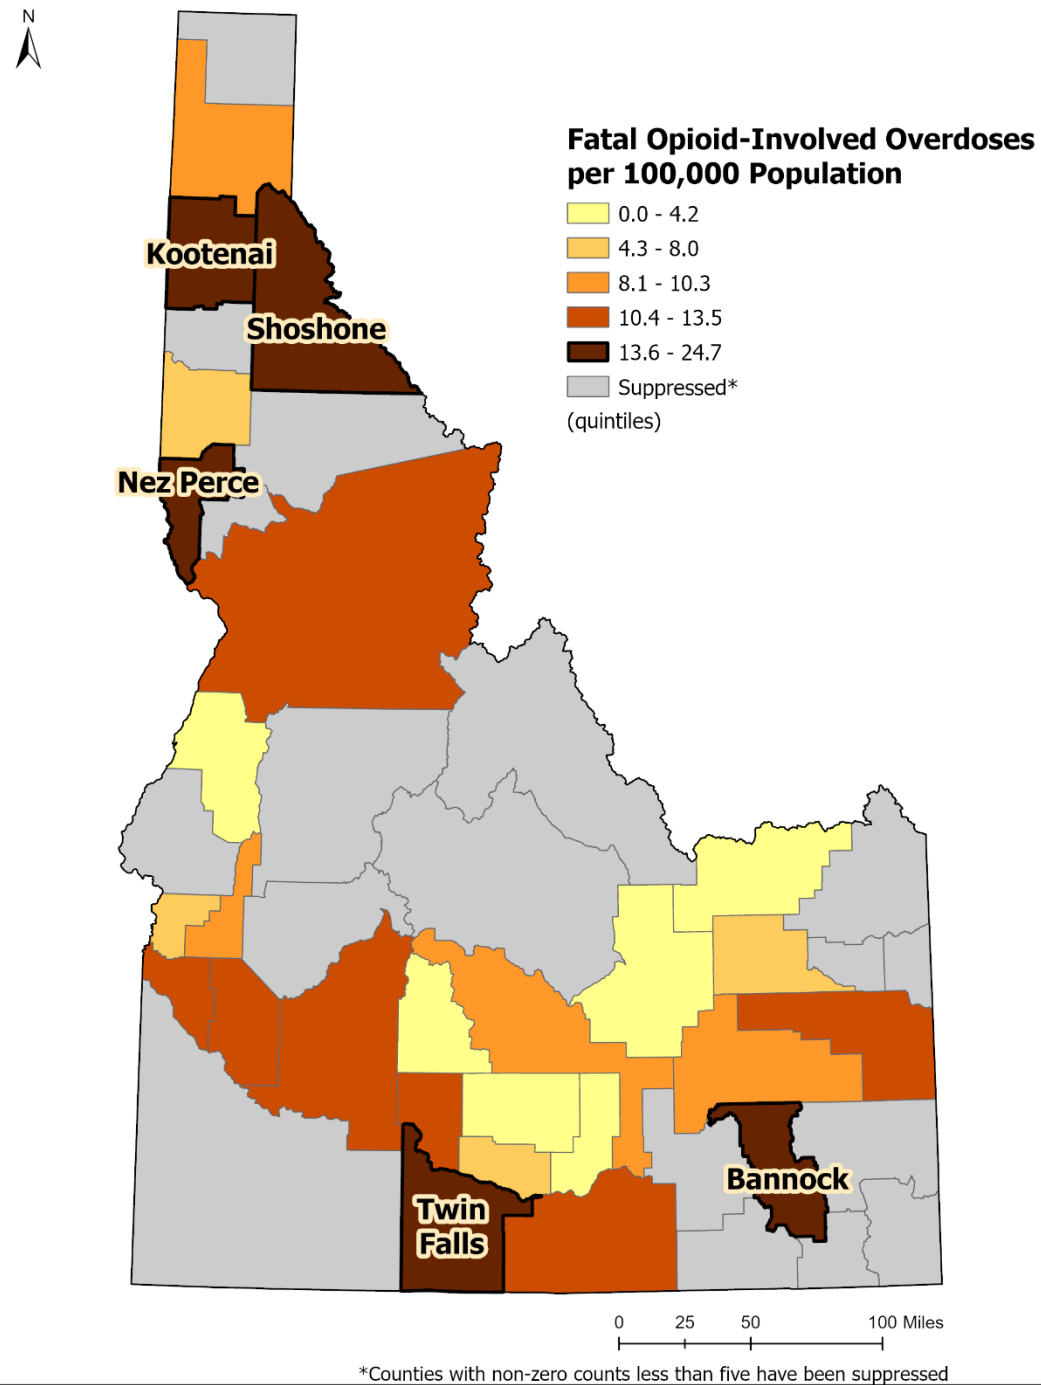 N
Fatal Opioid-Involved Overdoses
per 100,000 Population
0.0 - 4.2
4.3 - 8.0
8.1 - 10.3
10.4 - 13.5
13.6 - 24.7
Suppressed*
(quintiles)
Kootenai
Shoshone
Nez Perce
Bannock
Twin
Falls
0 25 50 100 Miles
*Counties with non-zero counts less than five have been suppressed